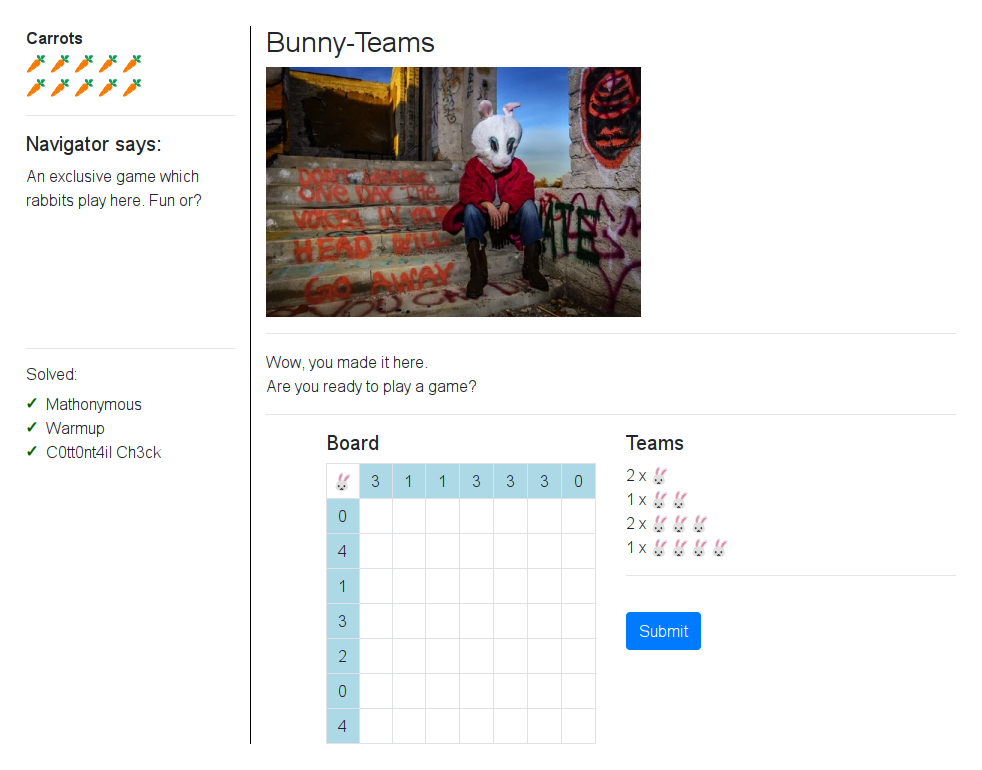 Carrots
Navigator says:
An exclusive game which
rabbits play here. Fun or?
Solved:
✓ Mathonymous
✓ Warmup
✓ C0tt0nt4il Ch3ck
Bunny-Teams
ONE DAY THE
VOICES IN YOUR
HEAD WILL
GO AWAY
Wow, you made it here.
Are you ready to play a game?
Board
3 1 1 3 3 3 0
0
4
1
3
2
0
4
Teams
2 x
1 x
2 x
1 x
Submit